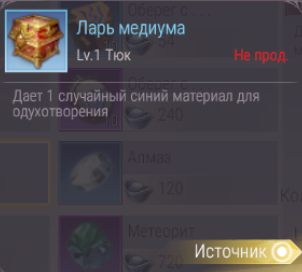 Оберег с ...
Ларь медиума
Lv.1 Тюк
Не прод.
Дает 1 случайный синий материал для
одухотворения
240
Алмаз
120
Метеорит
720
Источник